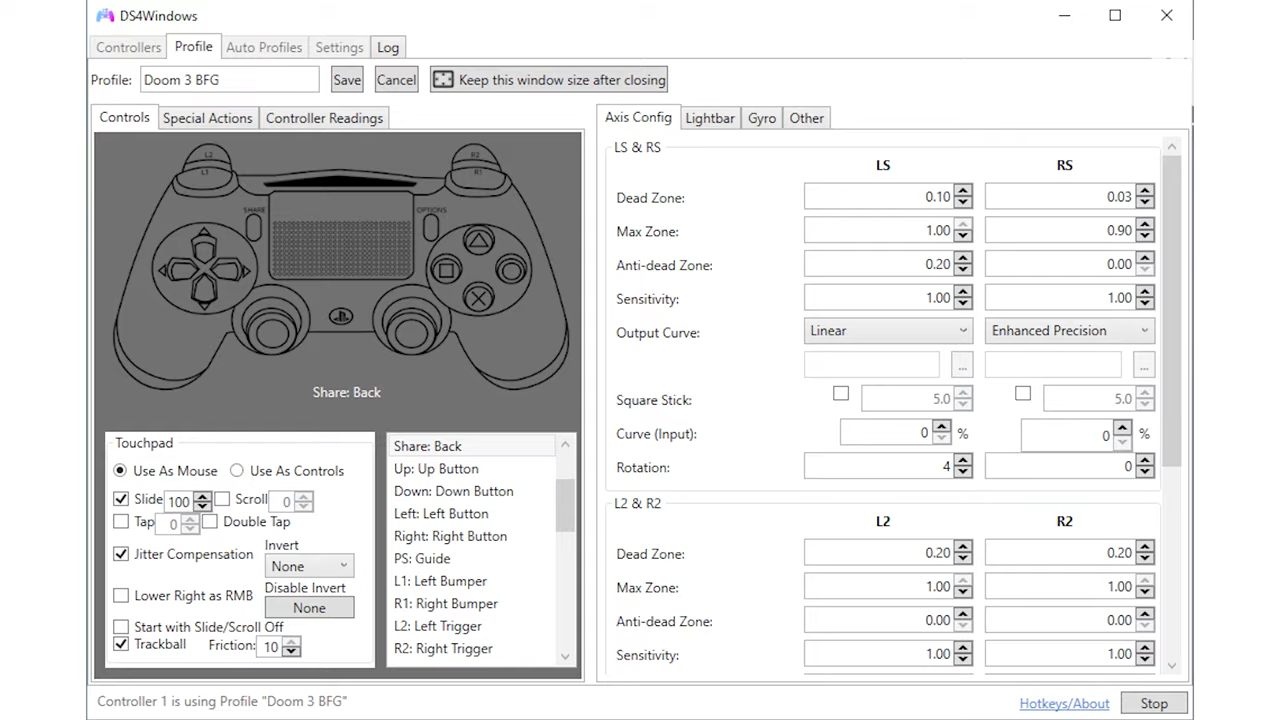 DS4Windows
Controllers Profile Auto Profiles Settings Log
Profile: Doom 3 BFG Save Cancel Keep this window size after closing
Controls Special Actions Controller Readings
L2 R2
L1 R1
SHARE OPTIONS
Share: Back
Touchpad
Use As Mouse Use As Controls
Slide 100 Scroll 0
Tap 0 Double Tap
Jitter Compensation Invert
None
Lower Right as RMB Disable Invert
None
Start with Slide/Scroll Off
Trackball Friction: 10
Share: Back
Up: Up Button
Down: Down Button
Left: Left Button
Right: Right Button
PS: Guide
L1: Left Bumper
R1: Right Bumper
L2: Left Trigger
R2: Right Trigger
Axis Config Lightbar Gyro Other
LS & RS
LS RS
Dead Zone: 0.10 0.03
Max Zone: 1.00 0.90
Anti-dead Zone: 0.20 0.00
Sensitivity: 1.00 1.00
Output Curve: Linear Enhanced Precision
... ...
Square Stick: 5.0 5.0
Curve (Input): 0 % 0 %
Rotation: 4 0
L2 & R2
L2 R2
Dead Zone: 0.20 0.20
Max Zone: 1.00 1.00
Anti-dead Zone: 0.00 0.00
Sensitivity: 1.00 1.00
Controller 1 is using Profile "Doom 3 BFG" Hotkeys/About Stop